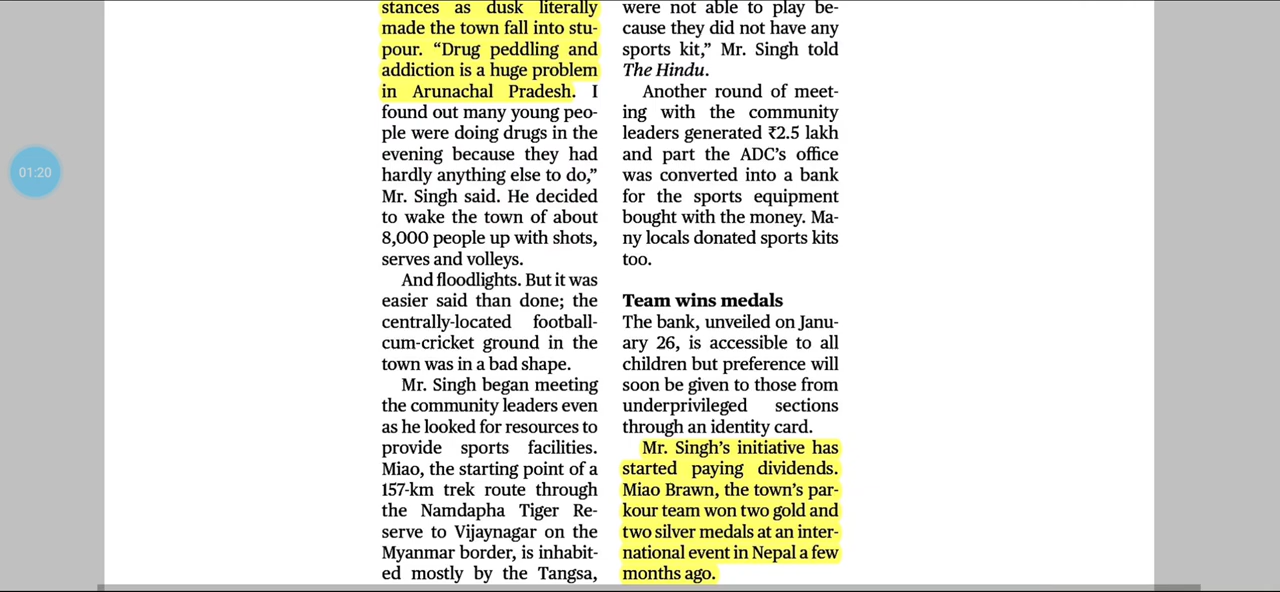 01:20
stances as dusk literally
made the town fall into stu-
pour. “Drug peddling and
addiction is a huge problem
in Arunachal Pradesh. I
found out many young peo-
ple were doing drugs in the
evening because they had
hardly anything else to do,”
Mr. Singh said. He decided
to wake the town of about
8,000 people up with shots,
serves and volleys.
And floodlights. But it was
easier said than done; the
centrally-located football-
cum-cricket ground in the
town was in a bad shape.
Mr. Singh began meeting
the community leaders even
as he looked for resources to
provide sports facilities.
Miao, the starting point of a
157-km trek route through
the Namdapha Tiger Re-
serve to Vijaynagar on the
Myanmar border, is inhabit-
ed mostly by the Tangsa,
were not able to play be-
cause they did not have any
sports kit,” Mr. Singh told
The Hindu.
Another round of meet-
ing with the community
leaders generated ₹2.5 lakh
and part the ADC’s office
was converted into a bank
for the sports equipment
bought with the money. Ma-
ny locals donated sports kits
too.
Team wins medals
The bank, unveiled on Janu-
ary 26, is accessible to all
children but preference will
soon be given to those from
underprivileged sections
through an identity card.
Mr. Singh’s initiative has
started paying dividends.
Miao Brawn, the town’s par-
kour team won two gold and
two silver medals at an inter-
national event in Nepal a few
months ago.